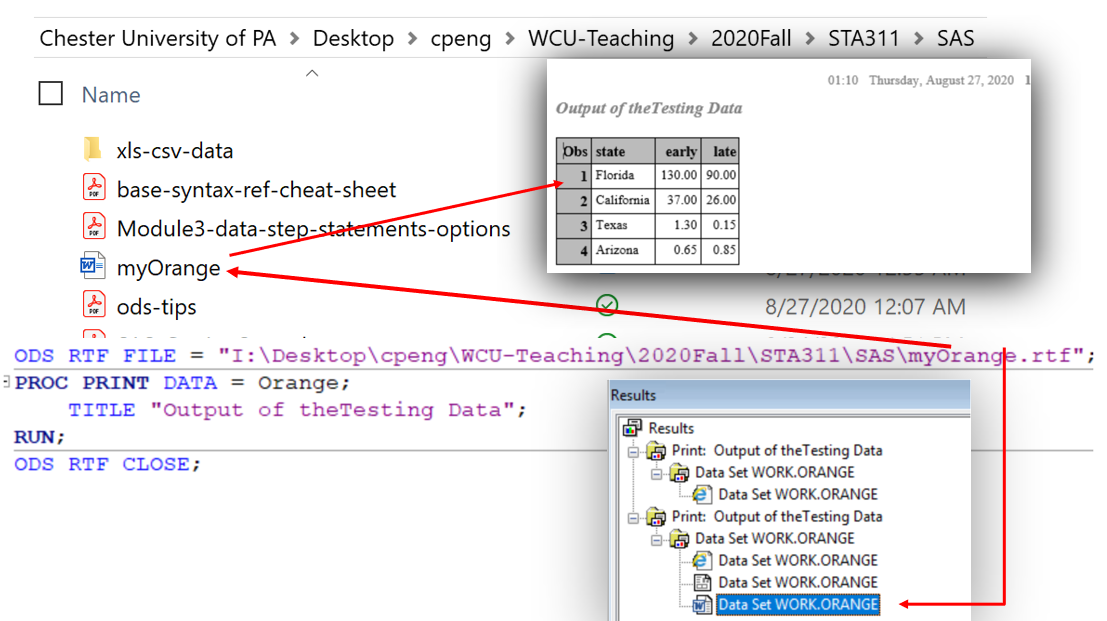 Chester University of PA > Desktop > cpeng > WCU-Teaching > 2020Fall > STA311 > SAS
Name
xls-csv-data
base-syntax-ref-cheat-sheet
Module3-data-step-statements-options
myOrange
ods-tips
8/27/2020 12:07 AM
01:10 Thursday, August 27, 2020 1
Output of theTesting Data
Obs state early late
1 Florida 130.00 90.00
2 California 37.00 26.00
3 Texas 1.30 0.15
4 Arizona 0.65 0.85
ODS RTF FILE = "I:\Desktop\cpeng\WCU-Teaching\2020Fall\STA311\SAS\myOrange.rtf";
PROC PRINT DATA = Orange;
TITLE "Output of theTesting Data";
RUN;
ODS RTF CLOSE;
Results
Results
Print: Output of theTesting Data
Data Set WORK.ORANGE
Data Set WORK.ORANGE
Print: Output of theTesting Data
Data Set WORK.ORANGE
Data Set WORK.ORANGE
Data Set WORK.ORANGE
Data Set WORK.ORANGE